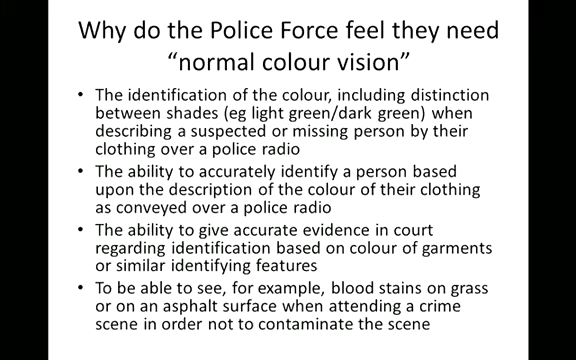 Why do the Police Force feel they need
“normal colour vision”
• The identification of the colour, including distinction
between shades (eg light green/dark green) when
describing a suspected or missing person by their
clothing over a police radio
• The ability to accurately identify a person based
upon the description of the colour of their clothing
as conveyed over a police radio
• The ability to give accurate evidence in court
regarding identification based on colour of garments
or similar identifying features
• To be able to see, for example, blood stains on grass
or on an asphalt surface when attending a crime
scene in order not to contaminate the scene